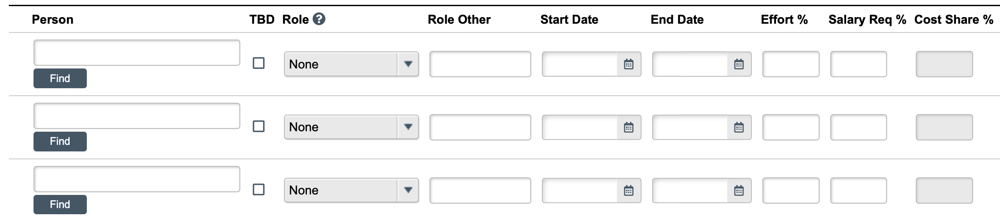 Person TBD Role ? Role Other Start Date End Date Effort % Salary Req % Cost Share %
None
Find
None
Find
None
Find